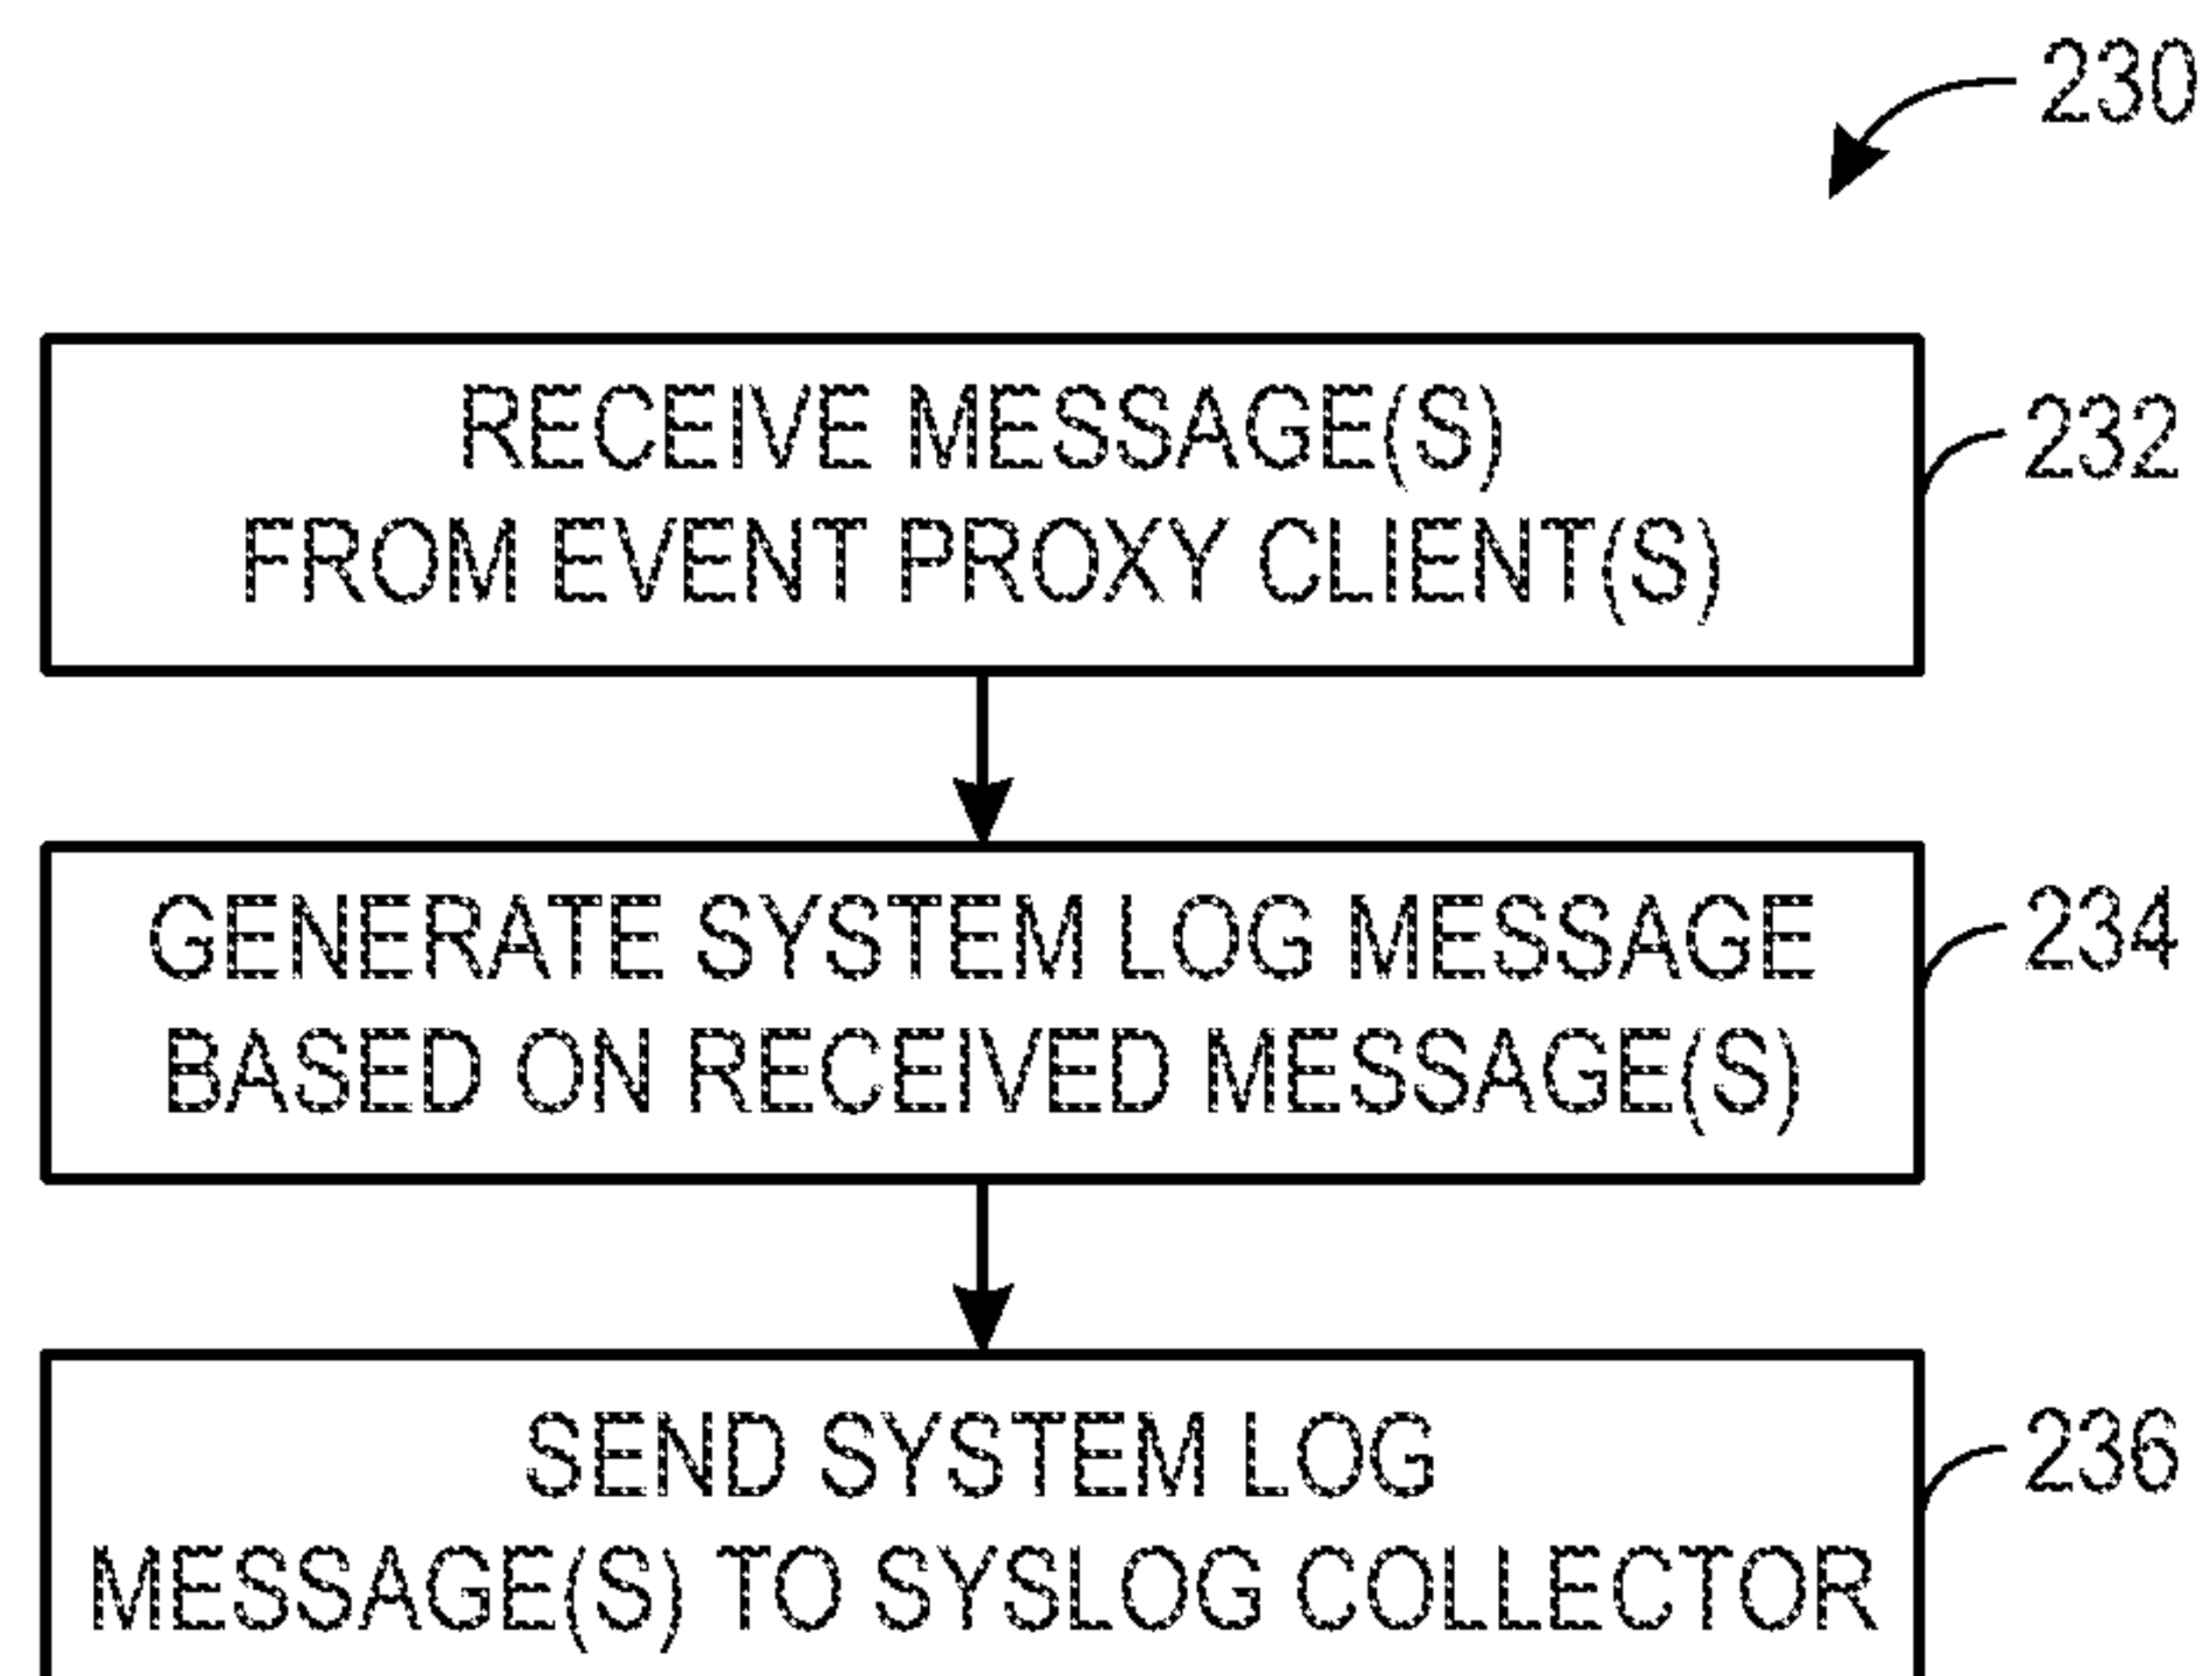 230
RECEIVE MESSAGE(S)
FROM EVENT PROXY CLIENT(S)
232
GENERATE SYSTEM LOG MESSAGE
BASED ON RECEIVED MESSAGE(S)
234
SEND SYSTEM LOG
MESSAGE(S) TO SYSLOG COLLECTOR
236